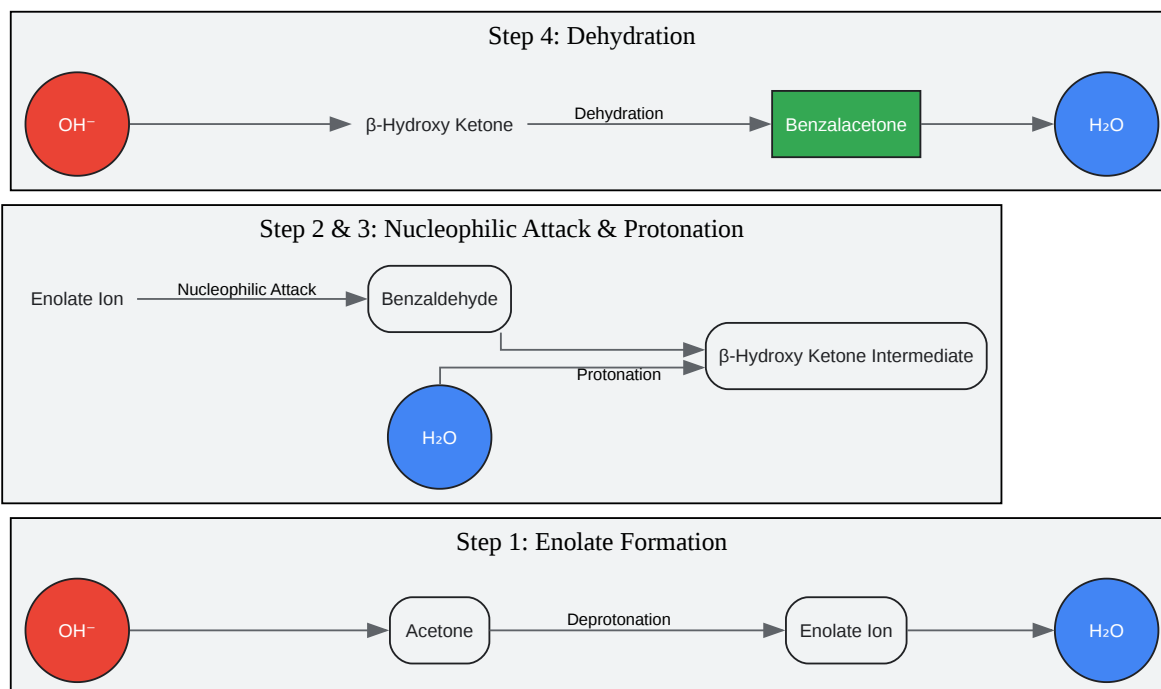 Step 4: Dehydration
OH⁻
β-Hydroxy Ketone
Dehydration
Benzalacetone
H₂O
Step 2 & 3: Nucleophilic Attack & Protonation
Enolate Ion
Nucleophilic Attack
Benzaldehyde
β-Hydroxy Ketone Intermediate
Protonation
H₂O
Step 1: Enolate Formation
OH⁻
Acetone
Deprotonation
Enolate Ion
H₂O